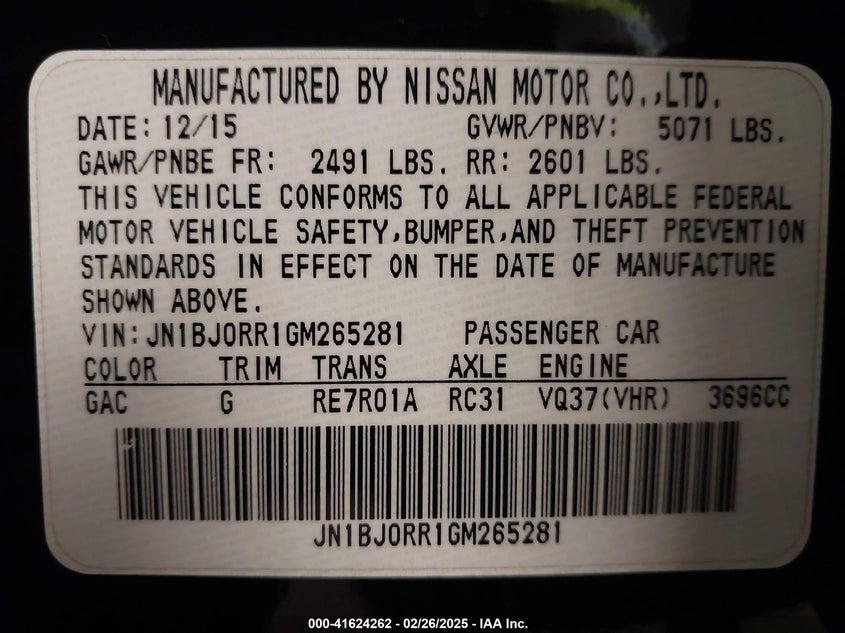 MANUFACTURED BY NISSAN MOTOR CO.,LTD.
DATE: 12/15 GVWR/PNBV: 5071 LBS.
GAWR/PNBE FR: 2491 LBS. RR: 2601 LBS.
THIS VEHICLE CONFORMS TO ALL APPLICABLE FEDERAL
MOTOR VEHICLE SAFETY,BUMPER,AND THEFT PREVENTION
STANDARDS IN EFFECT ON THE DATE OF MANUFACTURE
SHOWN ABOVE.
VIN:JN1BJ0RR1GM265281 PASSENGER CAR
COLOR TRIM TRANS AXLE ENGINE
GAC G RE7R01A RC31 VQ37(VHR) 3696CC
JN1BJ0RR1GM265281
000-41624262 - 02/26/2025 - IAA Inc.